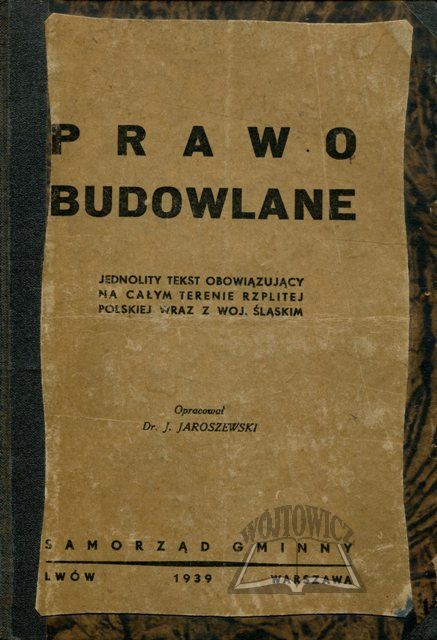 PRAWO
BUDOWLANE
JEDNOLITY TEKST OBOWIĄZUJĄCY
NA CAŁYM TERENIE RZPLITEJ
POLSKIEJ WRAZ Z WOJ. ŚLĄSKIM
Opracował
Dr. J. JAROSZEWSKI
WÓJTOWICZ
SAMORZĄD GMINNY
LWÓW 1939 WARSZAWA